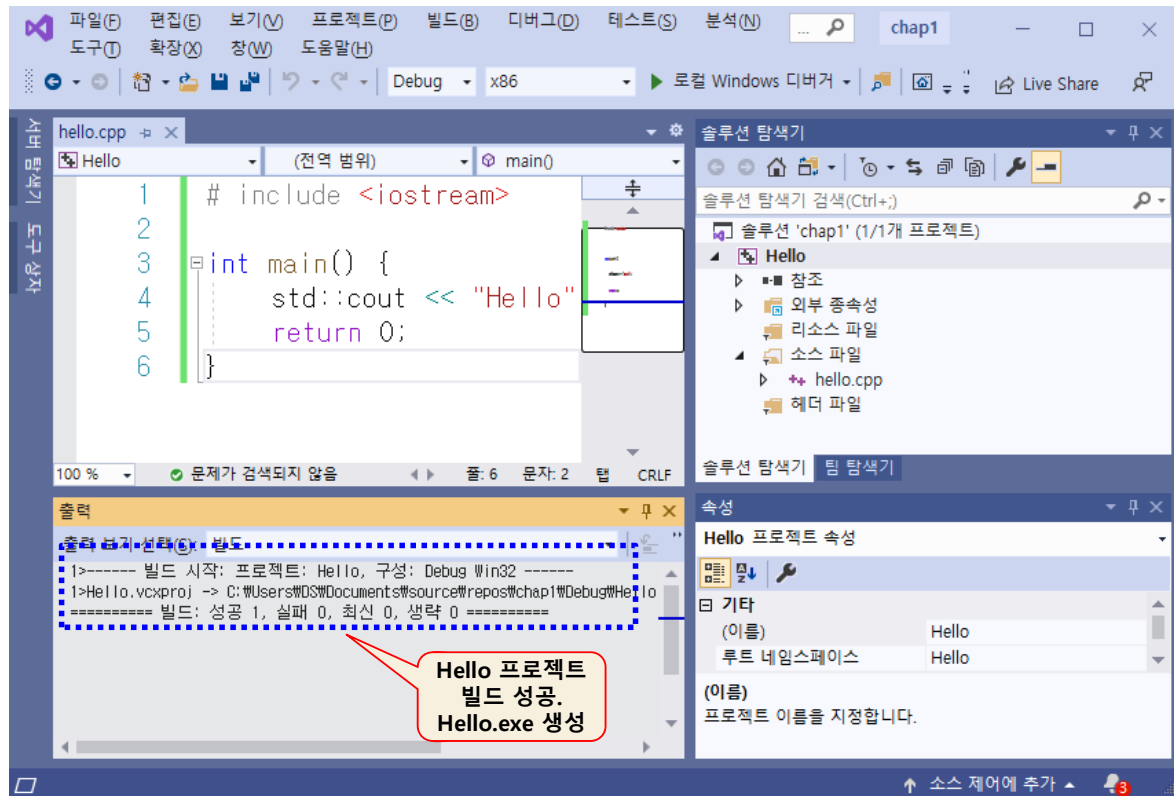 파일(F) 편집(E) 보기(V) 프로젝트(P) 빌드(B) 디버그(D) 테스트(S) 분석(N) ... chap1
도구(T) 확장(X) 창(W) 도움말(H)
Debug x86 로컬 Windows 디버거 Live Share
서버 탐색기
도구 상자
hello.cpp
Hello (전역 범위) main()
1 # include <iostream>
2
3 int main() {
4 std::cout << "Hello"
5 return 0;
6 }
100 % 문제가 검색되지 않음 줄: 6 문자: 2 탭 CRLF
출력
출력 보기 선택(S): 빌드
1>------ 빌드 시작: 프로젝트: Hello, 구성: Debug Win32 ------
1>Hello.vcxproj -> C:₩Users₩DS₩Documents₩source₩repos₩chap1₩Debug₩Hello
========== 빌드: 성공 1, 실패 0, 최신 0, 생략 0 ==========
Hello 프로젝트
빌드 성공.
Hello.exe 생성
솔루션 탐색기
솔루션 탐색기 검색(Ctrl+;)
솔루션 'chap1' (1/1개 프로젝트)
Hello
참조
외부 종속성
리소스 파일
소스 파일
hello.cpp
헤더 파일
솔루션 탐색기 팀 탐색기
속성
Hello 프로젝트 속성
기타
(이름) Hello
루트 네임스페이스 Hello
(이름)
프로젝트 이름을 지정합니다.
소스 제어에 추가 3